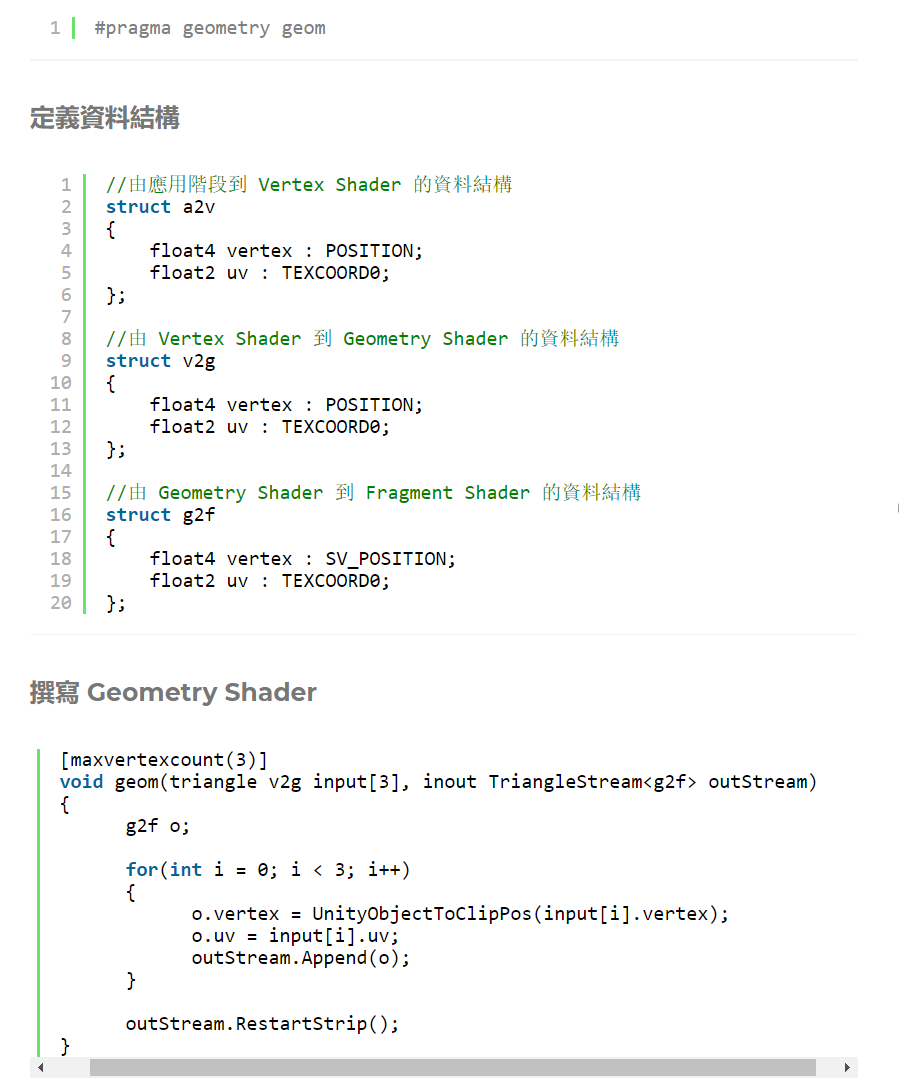 1 #pragma geometry geom
定義資料結構
1 //由應用階段到 Vertex Shader 的資料結構
2 struct a2v
3 {
4 float4 vertex : POSITION;
5 float2 uv : TEXCOORD0;
6 };
7
8 //由 Vertex Shader 到 Geometry Shader 的資料結構
9 struct v2g
10 {
11 float4 vertex : POSITION;
12 float2 uv : TEXCOORD0;
13 };
14
15 //由 Geometry Shader 到 Fragment Shader 的資料結構
16 struct g2f
17 {
18 float4 vertex : SV_POSITION;
19 float2 uv : TEXCOORD0;
20 };
撰寫 Geometry Shader
[maxvertexcount(3)]
void geom(triangle v2g input[3], inout TriangleStream<g2f> outStream)
{
g2f o;
for(int i = 0; i < 3; i++)
{
o.vertex = UnityObjectToClipPos(input[i].vertex);
o.uv = input[i].uv;
outStream.Append(o);
}
outStream.RestartStrip();
}